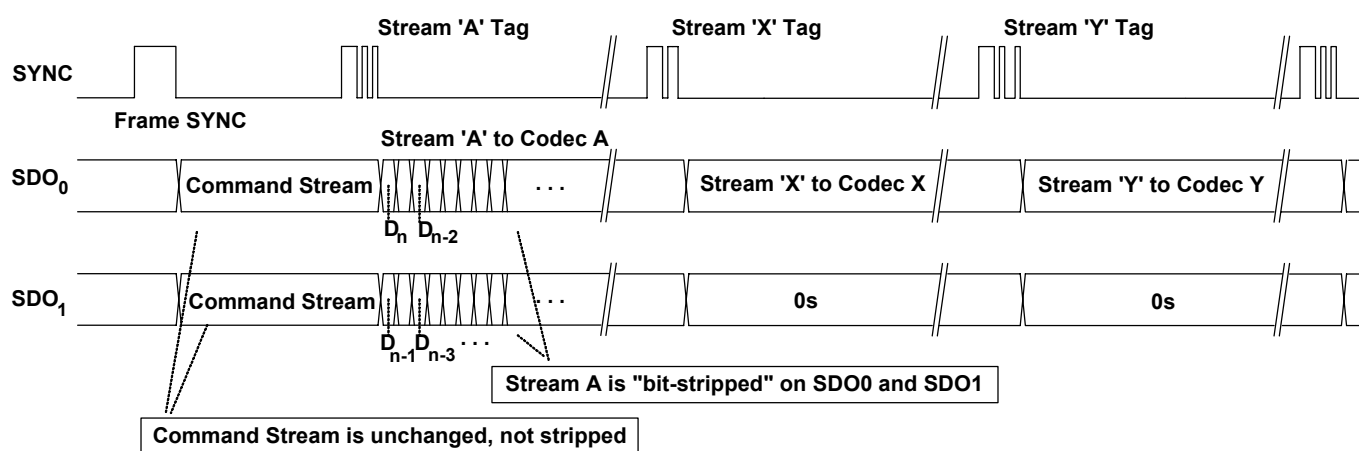 Stream 'A' Tag
Stream 'X' Tag
Stream 'Y' Tag
SYNC
Frame SYNC
Stream 'A' to Codec A
SDO0
Command Stream
. . .
Stream 'X' to Codec X
Stream 'Y' to Codec Y
Dn
Dn-2
SDO1
Command Stream
. . .
0s
0s
Dn-1
Dn-3
. . .
Stream A is "bit-stripped" on SDO0 and SDO1
Command Stream is unchanged, not stripped